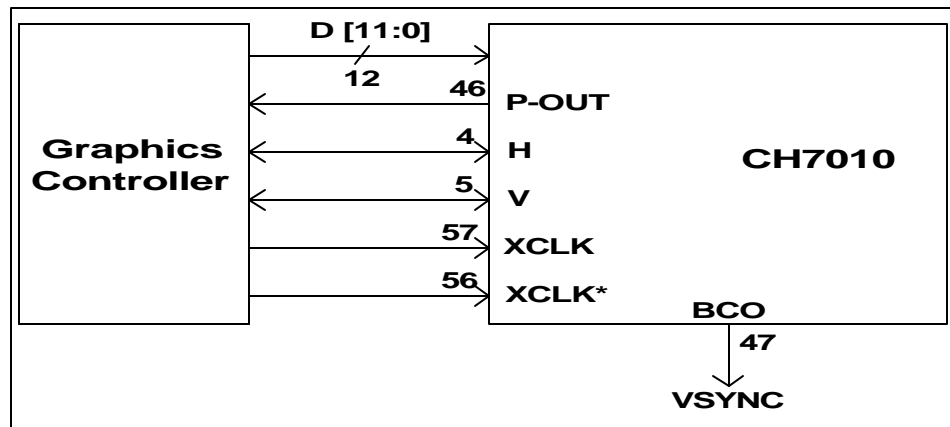 D [11:0]
12
46
P-OUT
Graphics
Controller
4
H
CH7010
5
V
57
XCLK
56
XCLK*
BCO
47
VSYNC